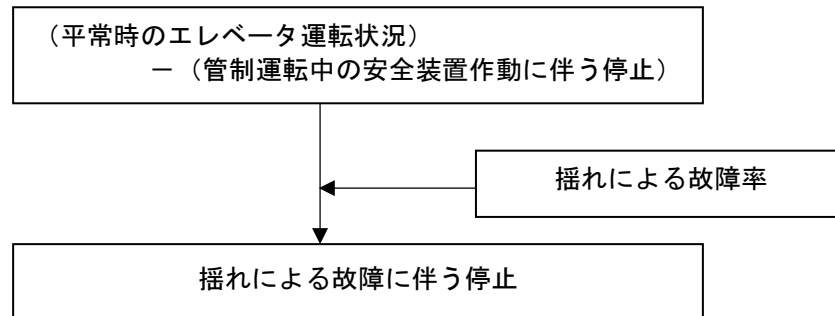 （平常時のエレベータ運転状況）
－（管制運転中の安全装置作動に伴う停止）
揺れによる故障率
揺れによる故障に伴う停止